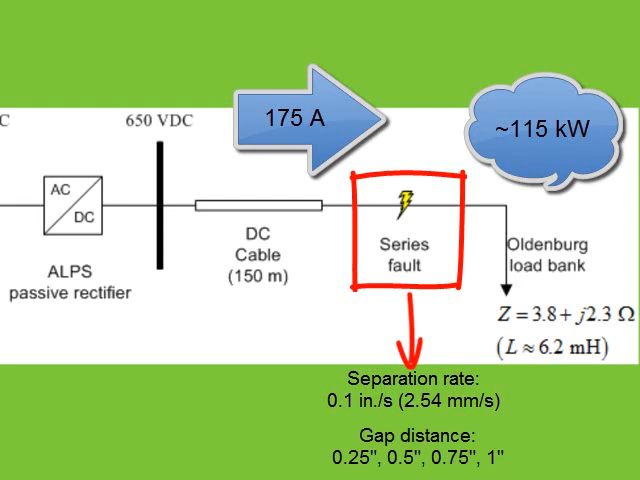 C
650 VDC
175 A
~115 kW
AC
DC
DC
Cable
(150 m)
Series
fault
Oldenburg
load bank
ALPS
passive rectifier
Z = 3.8 + j2.3 Ω
(L ≈ 6.2 mH)
Separation rate:
0.1 in./s (2.54 mm/s)
Gap distance:
0.25", 0.5", 0.75", 1"